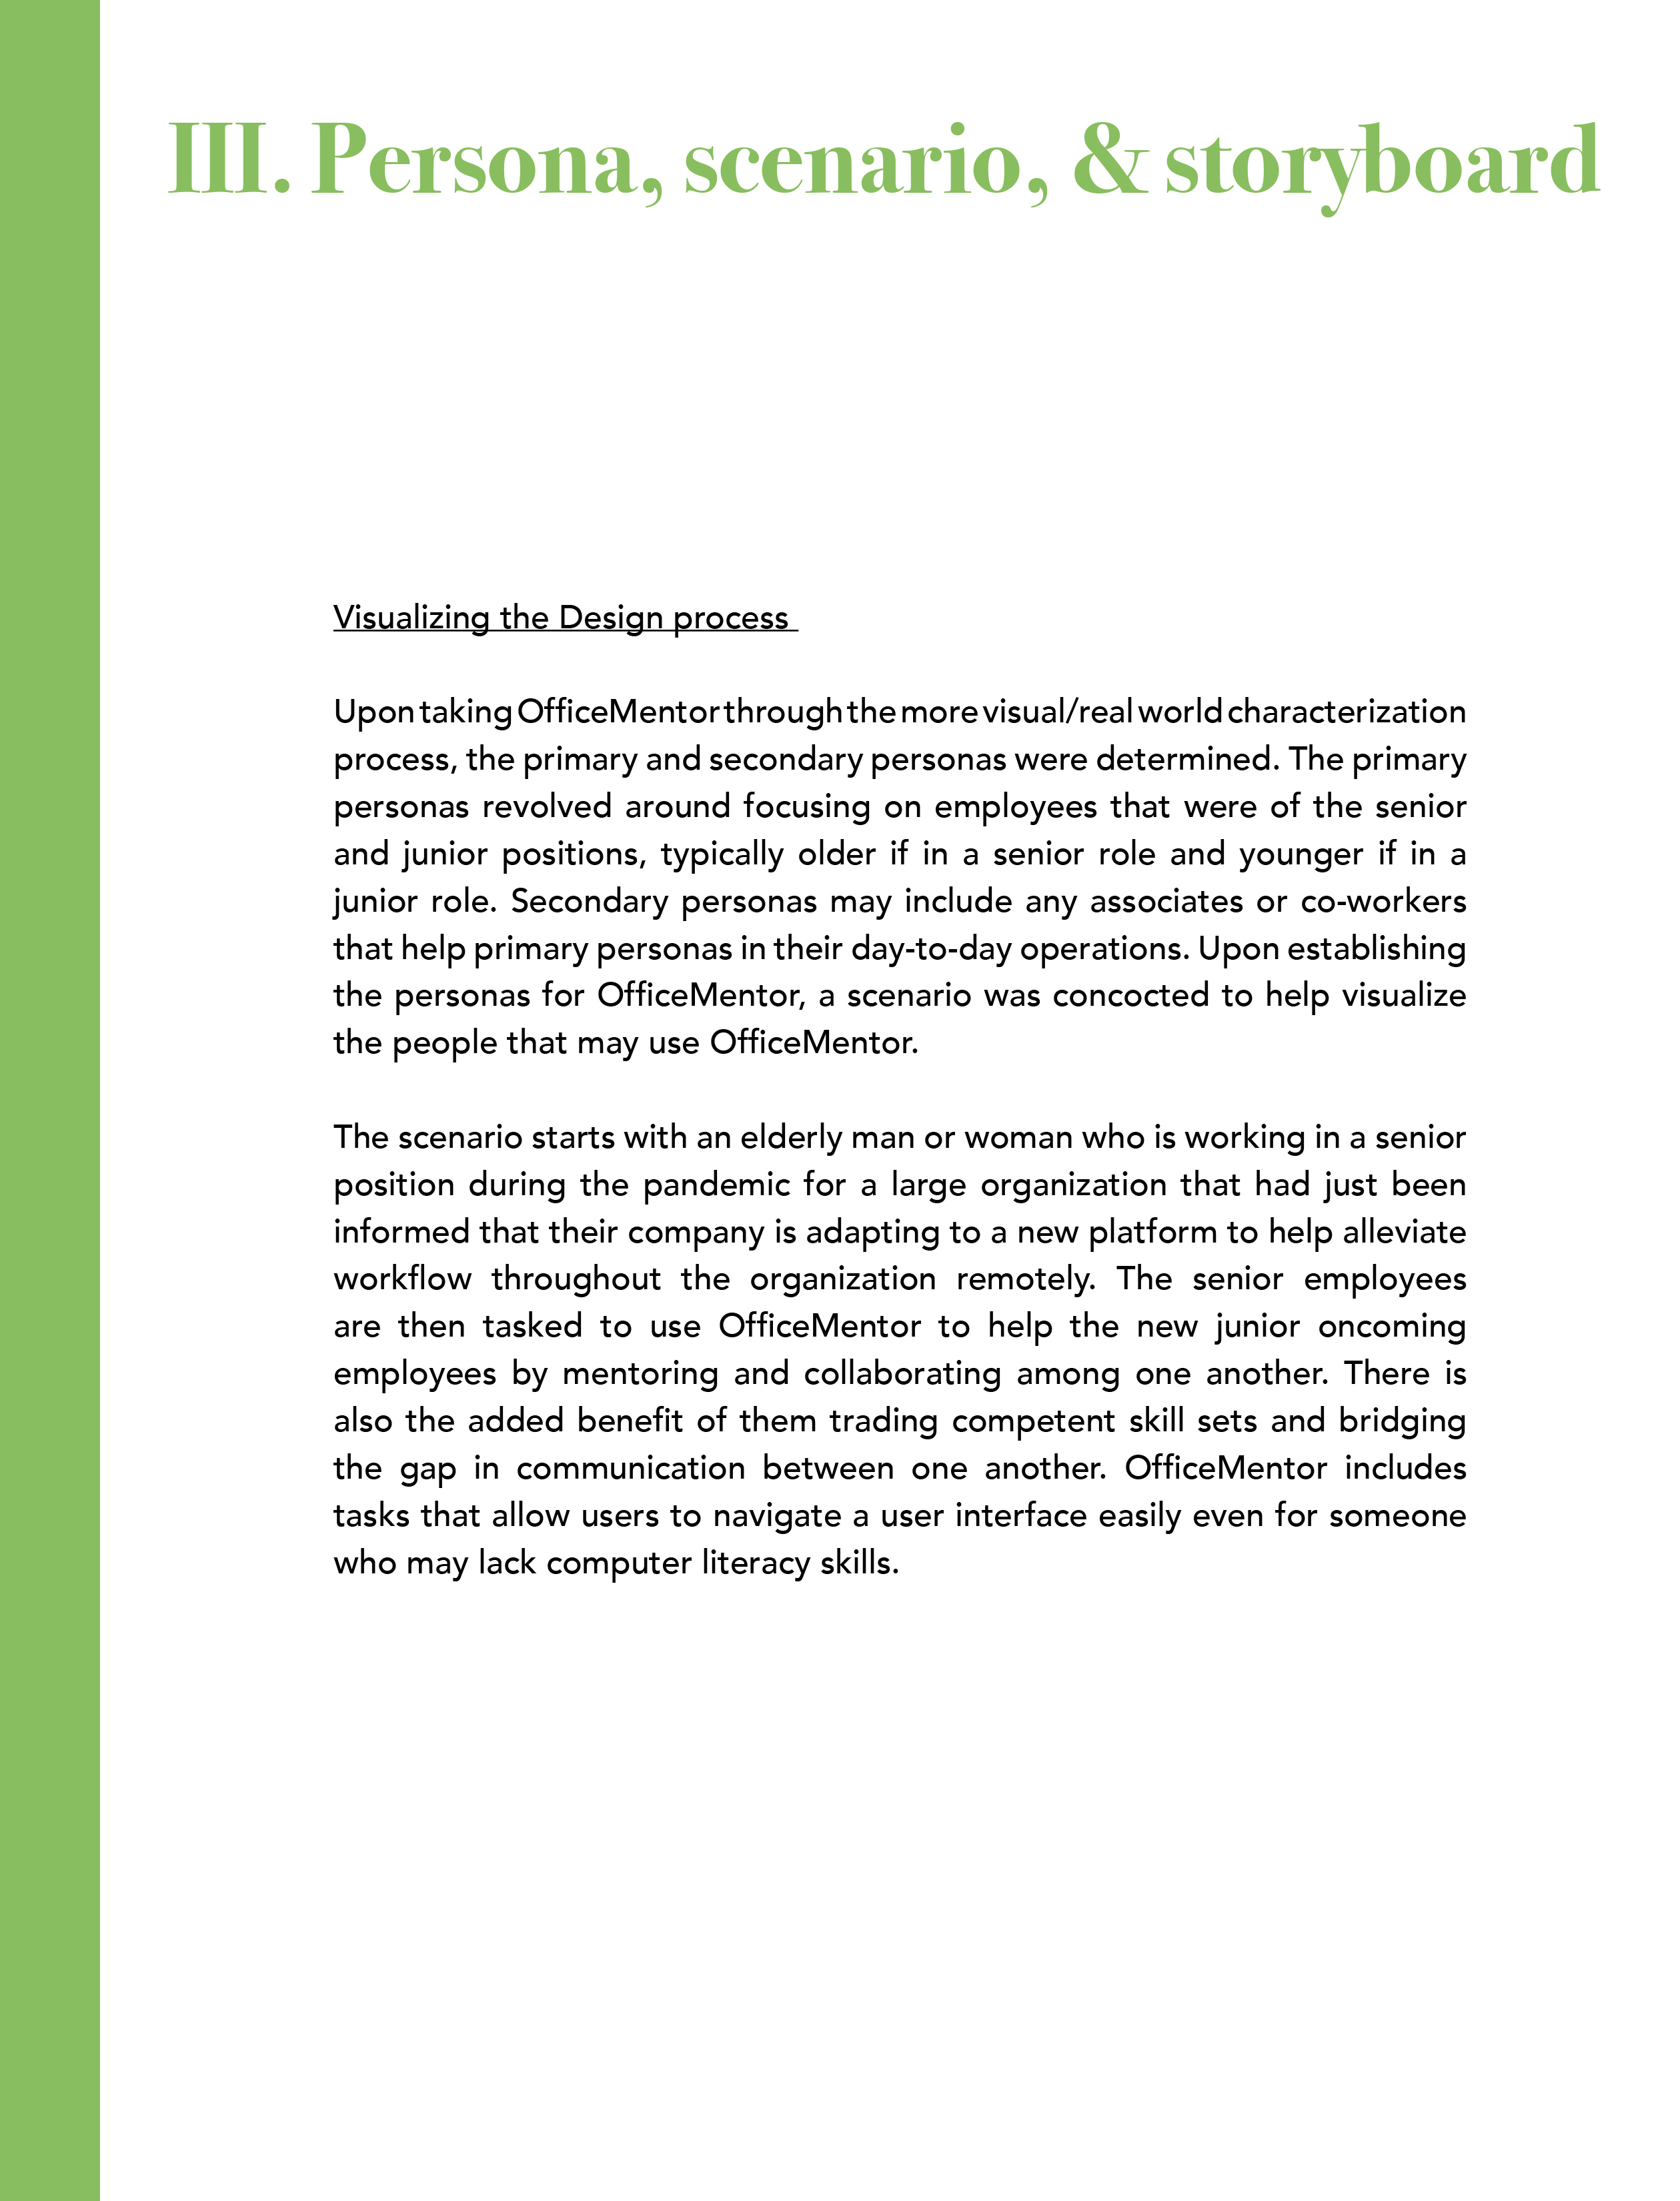 III. Persona, scenario, & storyboard
Visualizing the Design process
Upon taking OfficeMentor through the more visual/real world characterization
process, the primary and secondary personas were determined. The primary
personas revolved around focusing on employees that were of the senior
and junior positions, typically older if in a senior role and younger if in a
junior role. Secondary personas may include any associates or co-workers
that help primary personas in their day-to-day operations. Upon establishing
the personas for OfficeMentor, a scenario was concocted to help visualize
the people that may use OfficeMentor.
The scenario starts with an elderly man or woman who is working in a senior
position during the pandemic for a large organization that had just been
informed that their company is adapting to a new platform to help alleviate
workflow throughout the organization remotely. The senior employees
are then tasked to use OfficeMentor to help the new junior oncoming
employees by mentoring and collaborating among one another. There is
also the added benefit of them trading competent skill sets and bridging
the gap in communication between one another. OfficeMentor includes
tasks that allow users to navigate a user interface easily even for someone
who may lack computer literacy skills.